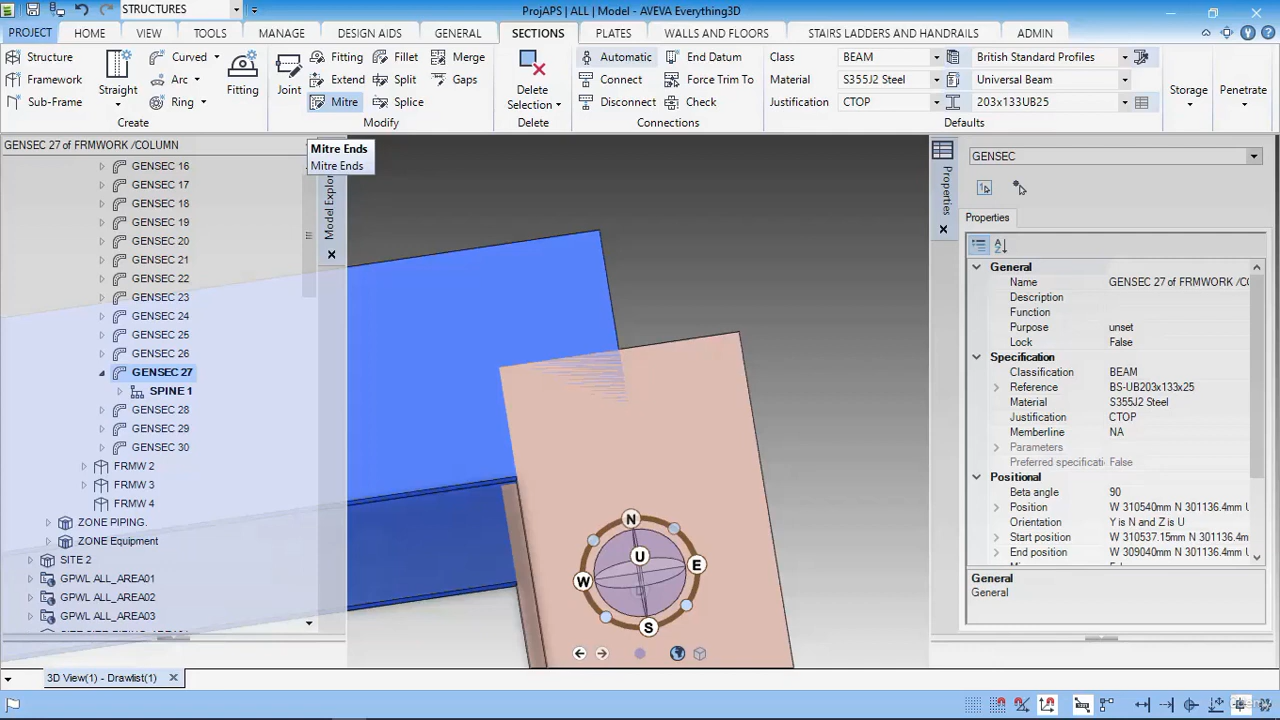 STRUCTURES
ProjAPS | ALL | Model - AVEVA Everything3D
PROJECT HOME VIEW TOOLS MANAGE DESIGN AIDS GENERAL SECTIONS PLATES WALLS AND FLOORS STAIRS LADDERS AND HANDRAILS ADMIN
Structure
Framework
Sub-Frame
Straight
Curved
Arc
Ring
Fitting
Create
Joint
Fitting
Extend
Mitre
Fillet
Split
Splice
Merge
Gaps
Modify
Delete
Selection
Delete
Automatic
Connect
Disconnect
End Datum
Force Trim To
Check
Connections
Class BEAM
Material S355J2 Steel
Justification CTOP
British Standard Profiles
Universal Beam
203x133UB25
Defaults
Storage
Penetrate
Mitre Ends
Mitre Ends
GENSEC 27 of FRMWORK /COLUMN
GENSEC 16
GENSEC 17
GENSEC 18
GENSEC 19
GENSEC 20
GENSEC 21
GENSEC 22
GENSEC 23
GENSEC 24
GENSEC 25
GENSEC 26
GENSEC 27
SPINE 1
GENSEC 28
GENSEC 29
GENSEC 30
FRMW 2
FRMW 3
FRMW 4
ZONE PIPING.
ZONE Equipment
SITE 2
GPWL ALL_AREA01
GPWL ALL_AREA02
GPWL ALL_AREA03
Model Explor
N
U
W
E
S
Properties
GENSEC
Properties
General
Name GENSEC 27 of FRMWORK /CO
Description
Function
Purpose unset
Lock False
Specification
Classification BEAM
Reference BS-UB203x133x25
Material S355J2 Steel
Justification CTOP
Memberline NA
Parameters
Preferred specificati False
Positional
Beta angle 90
Position W 310540mm N 301136.4mm U
Orientation Y is N and Z is U
Start position W 310537.15mm N 301136.4mm
End position W 309040mm N 301136.4mm U
General
General
3D View(1) - Drawlist(1)